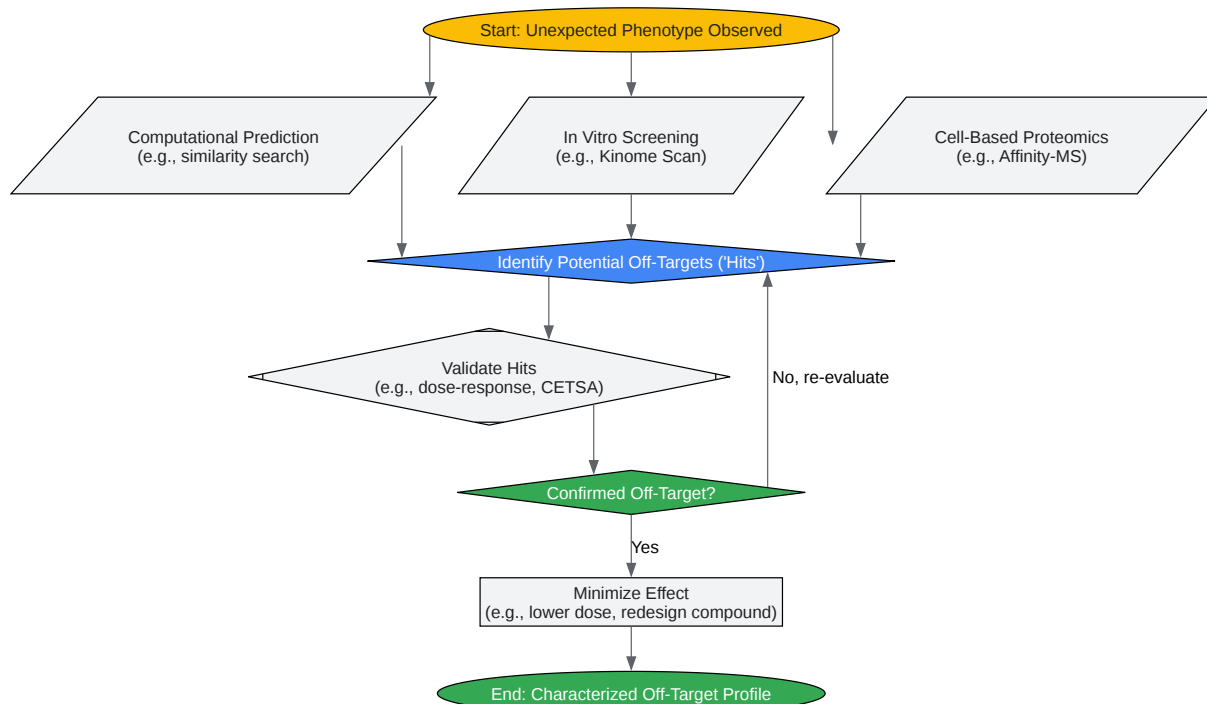 Start: Unexpected Phenotype Observed
Computational Prediction
(e.g., similarity search)
In Vitro Screening
(e.g., Kinome Scan)
Cell-Based Proteomics
(e.g., Affinity-MS)
Identify Potential Off-Targets ('Hits')
Validate Hits
(e.g., dose-response, CETSA)
No, re-evaluate
Confirmed Off-Target?
Yes
Minimize Effect
(e.g., lower dose, redesign compound)
End: Characterized Off-Target Profile